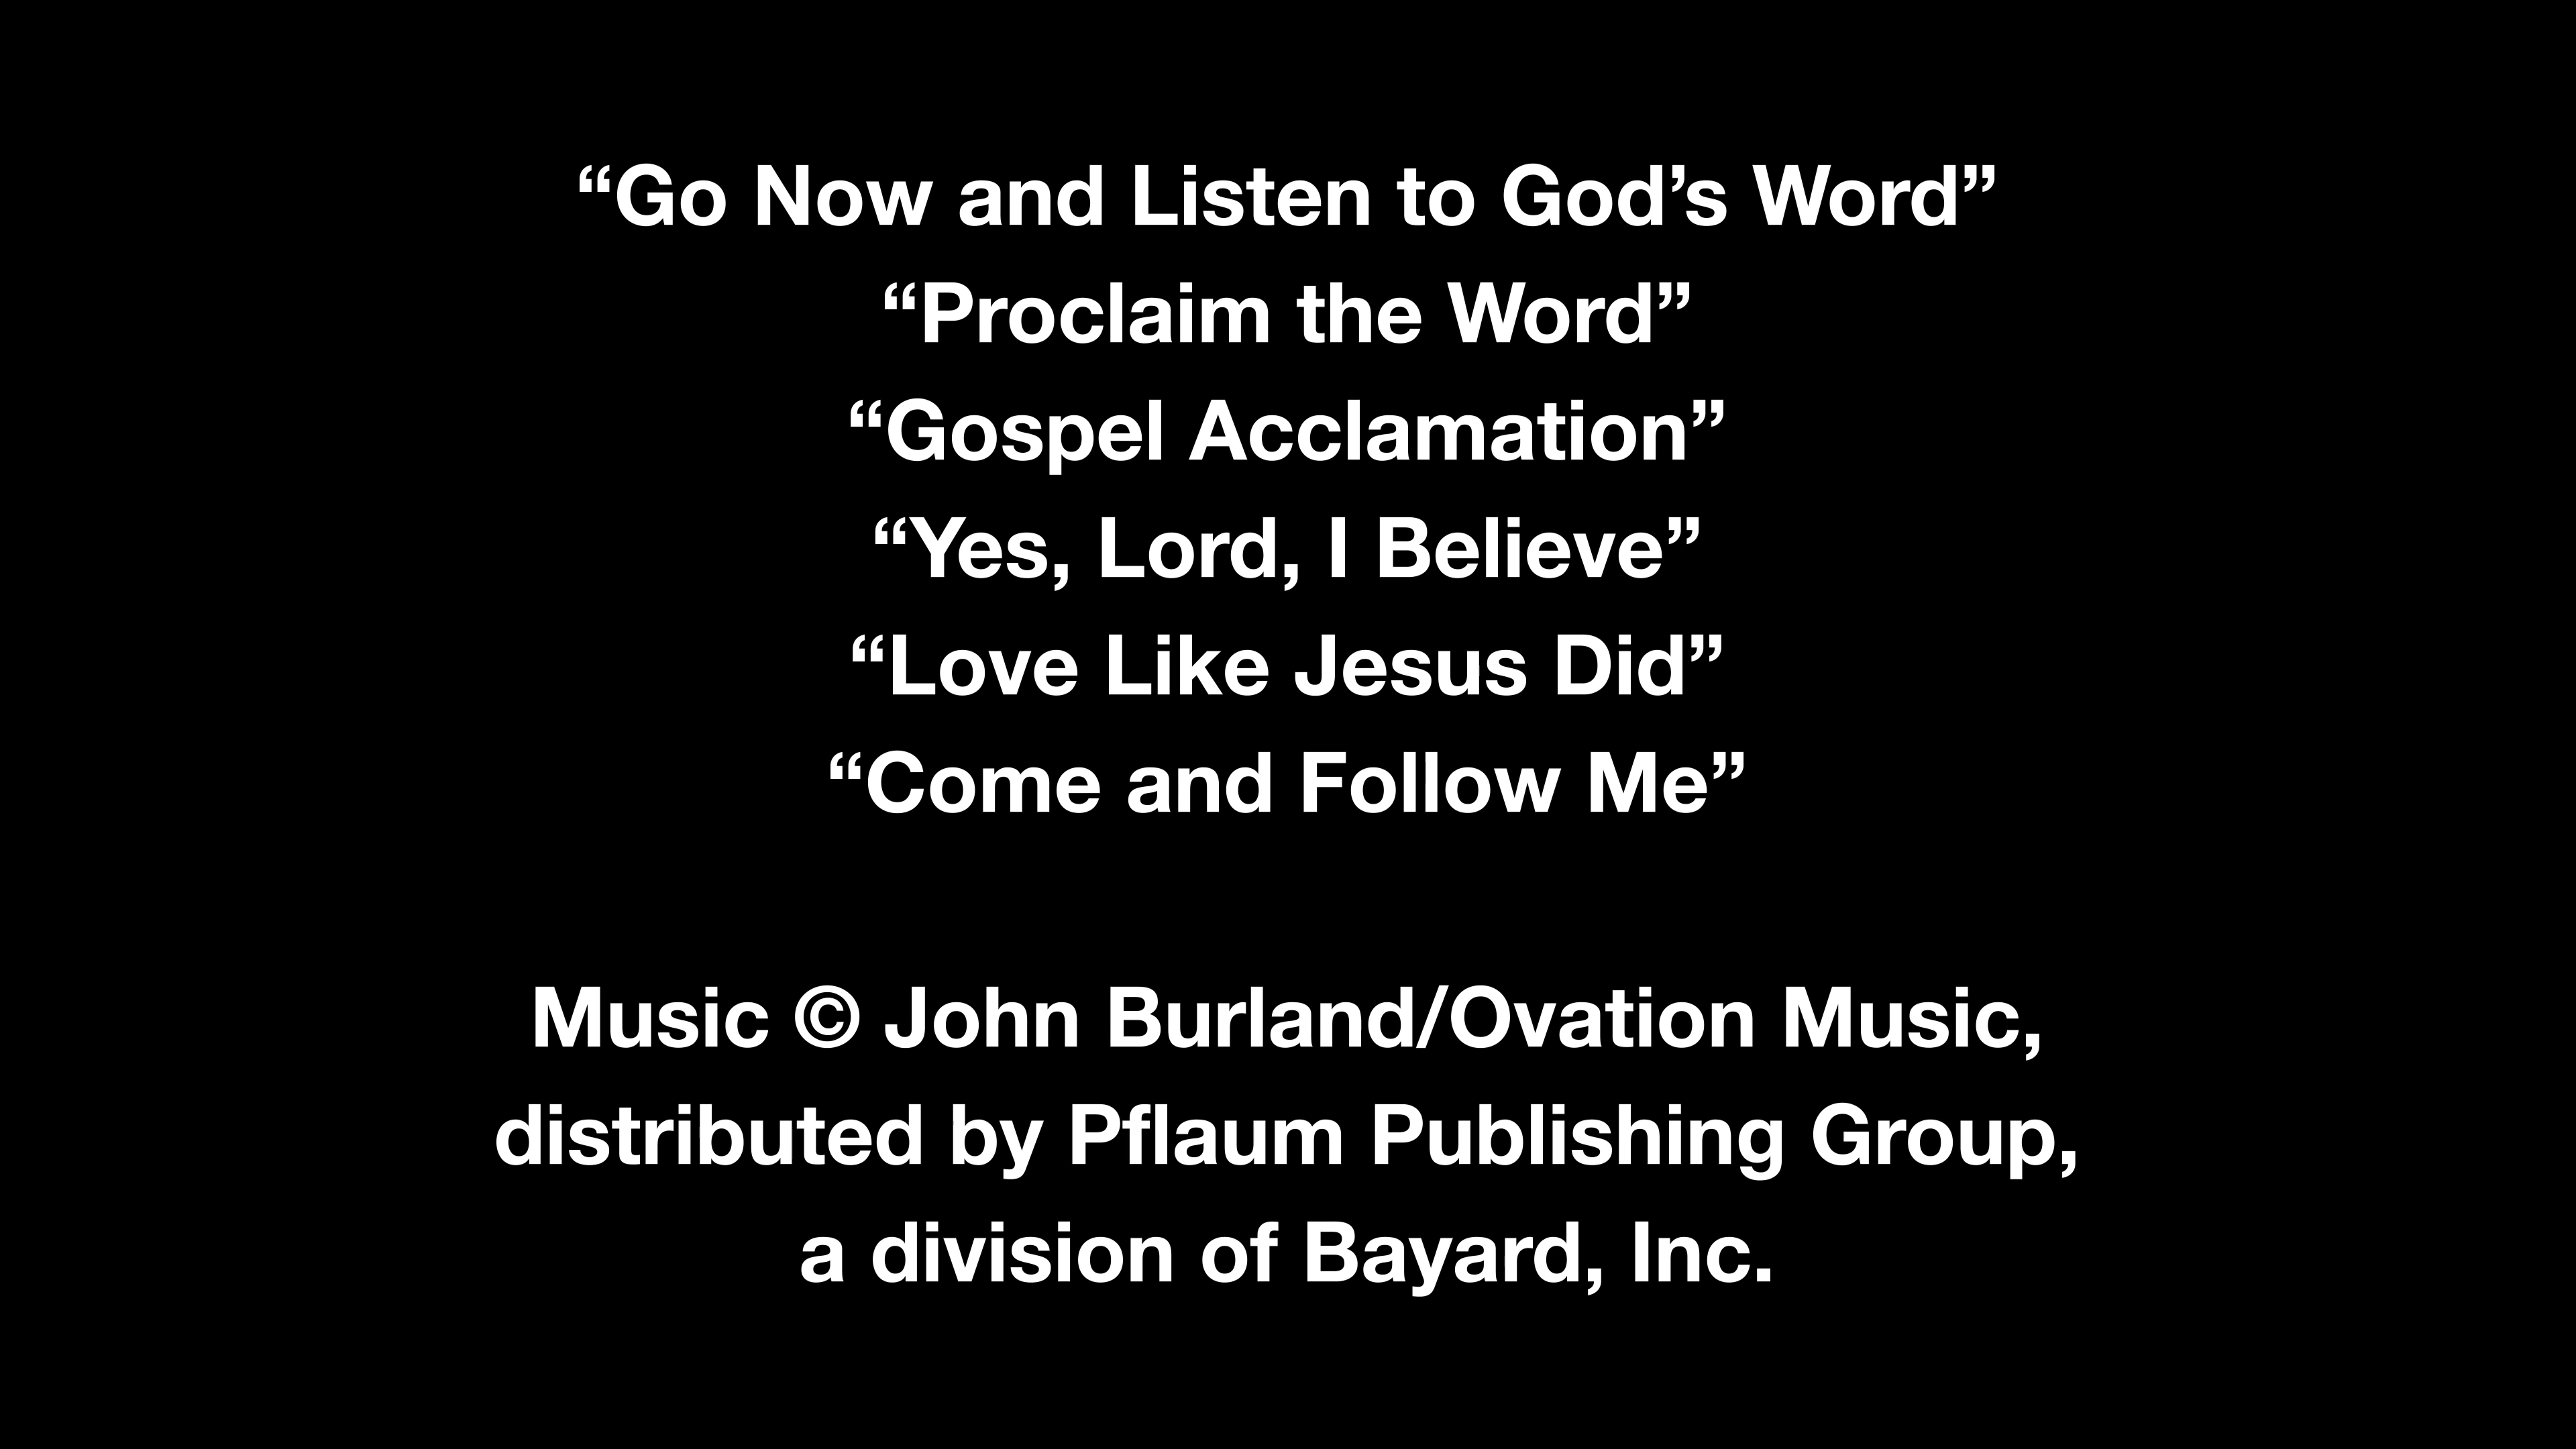 “Go Now and Listen to God’s Word”
“Proclaim the Word”
“Gospel Acclamation”
“Yes, Lord, I Believe”
“Love Like Jesus Did”
“Come and Follow Me”
Music © John Burland/Ovation Music,
distributed by Pflaum Publishing Group,
a division of Bayard, Inc.